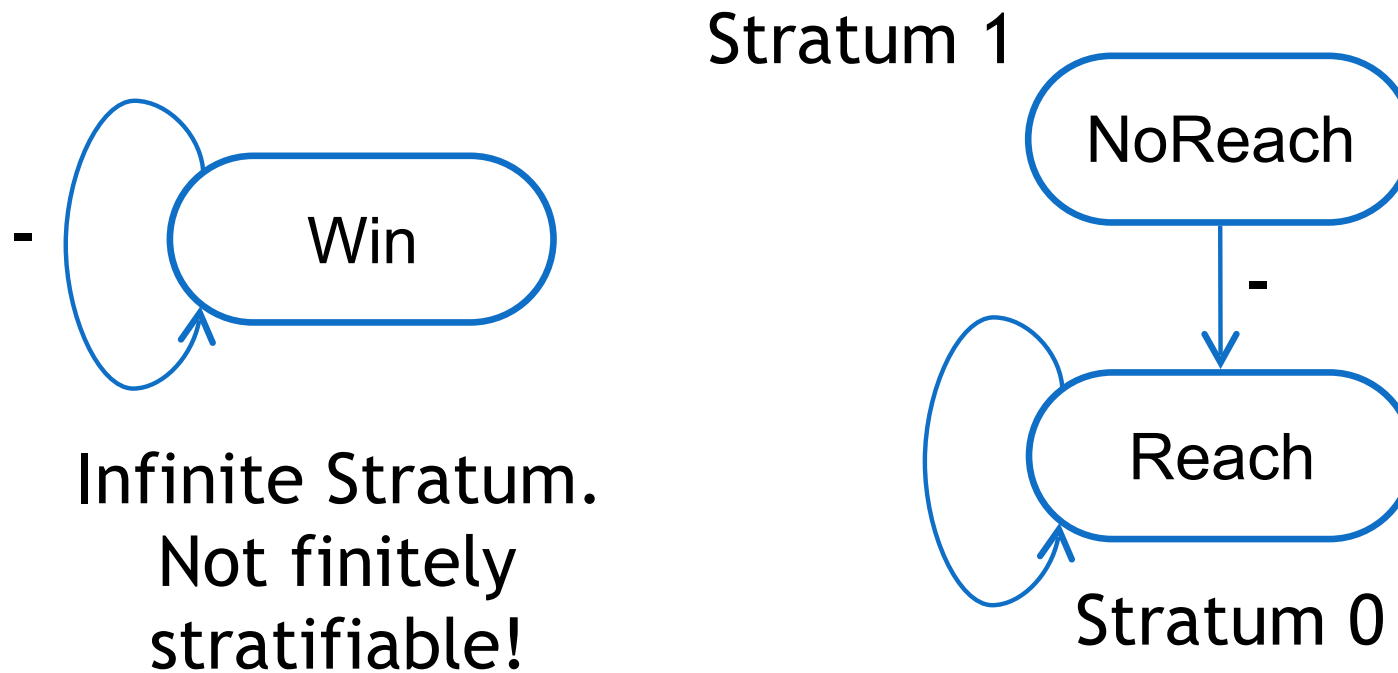 -
Win
Infinite Stratum.
Not finitely
stratifiable!
Stratum 1
NoReach
-
Reach
Stratum 0